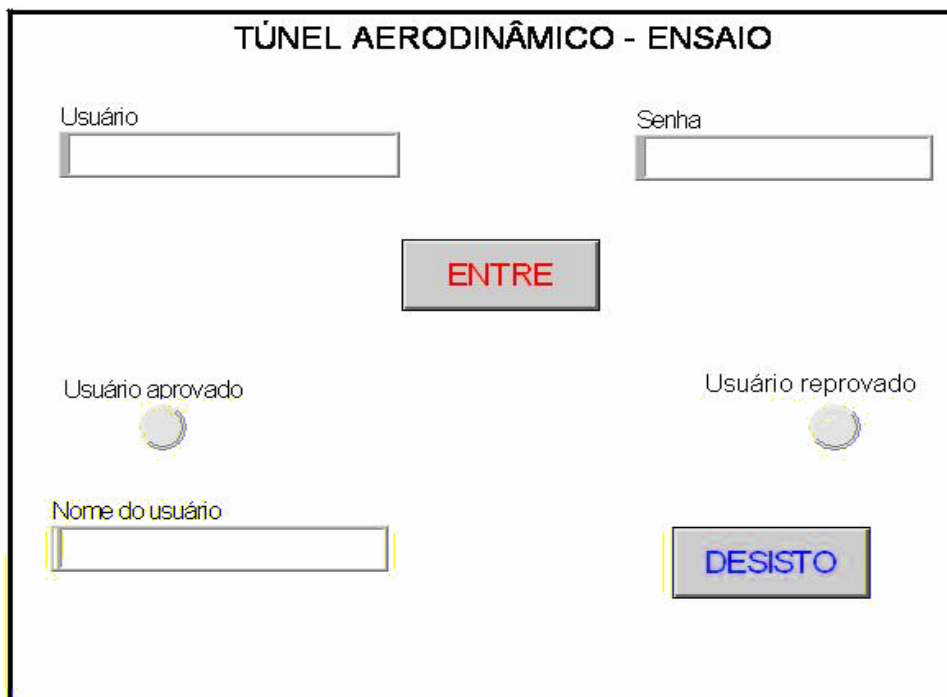 TÚNEL AERODINÂMICO - ENSAIO
Usuário
Senha
ENTRE
Usuário aprovado
Usuário reprovado
Nome do usuário
DESISTO